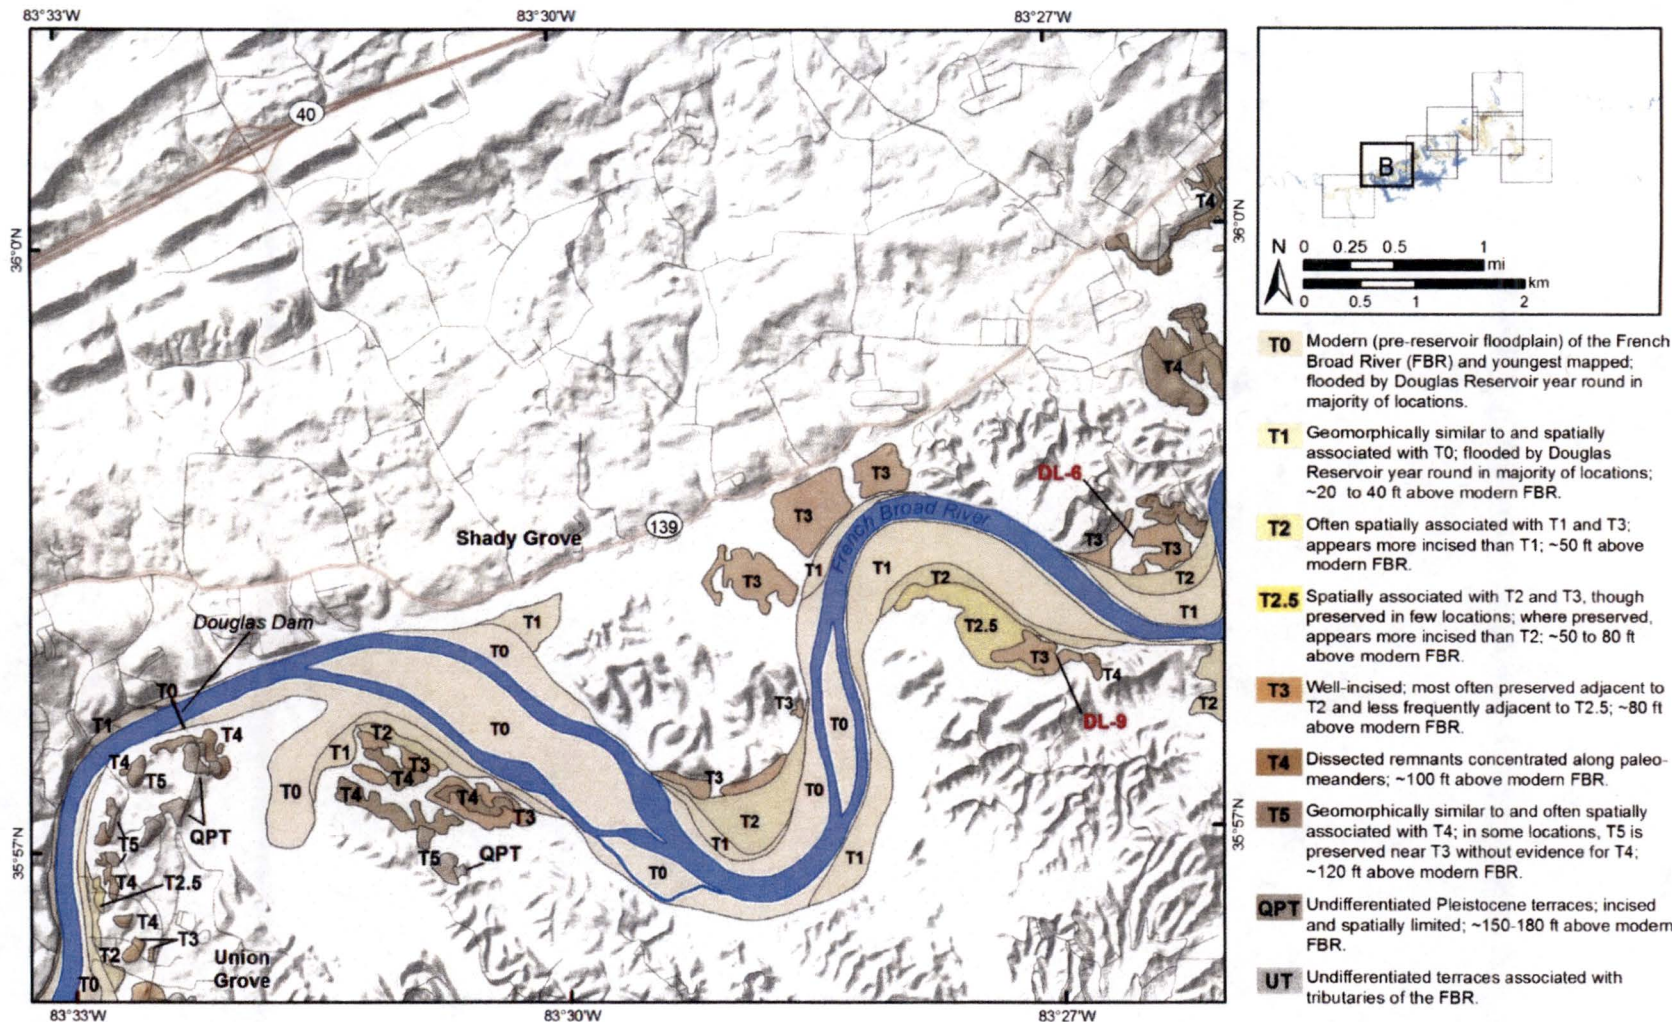 83°33'W
83°30'W
83°27'W
36°0'N
36°0'N
35°57'N
35°57'N
83°33'W
83°30'W
83°27'W
40
139
Shady Grove
Douglas Dam
French Broad River
DL-6
DL-9
Union
Grove
T4
T4
T3
T3
T3
T3
T3
T2
T1
T1
T1
T2
T2.5
T3
T4
T2
T1
T0
T0
T0
T1
T4
T4
T5
QPT
T0
T1
T2
T3
T4
T4
T4
T3
T5
QPT
T3
T3
T0
T0
T2
T1
T1
T0
T5
T4
T2.5
T4
T3
T2
T0
B
N
0 0.25 0.5 1
mi
km
0 0.5 1 2
T0 Modern (pre-reservoir floodplain) of the French
Broad River (FBR) and youngest mapped;
flooded by Douglas Reservoir year round in
majority of locations.
T1 Geomorphically similar to and spatially
associated with T0; flooded by Douglas
Reservoir year round in majority of locations;
~20 to 40 ft above modern FBR.
T2 Often spatially associated with T1 and T3;
appears more incised than T1; ~50 ft above
modern FBR.
T2.5 Spatially associated with T2 and T3, though
preserved in few locations; where preserved,
appears more incised than T2; ~50 to 80 ft
above modern FBR.
T3 Well-incised; most often preserved adjacent to
T2 and less frequently adjacent to T2.5; ~80 ft
above modern FBR.
T4 Dissected remnants concentrated along paleo-
meanders; ~100 ft above modern FBR.
T5 Geomorphically similar to and often spatially
associated with T4; in some locations, T5 is
preserved near T3 without evidence for T4;
~120 ft above modern FBR.
QPT Undifferentiated Pleistocene terraces; incised
and spatially limited; ~150-180 ft above modern
FBR.
UT Undifferentiated terraces associated with
tributaries of the FBR.